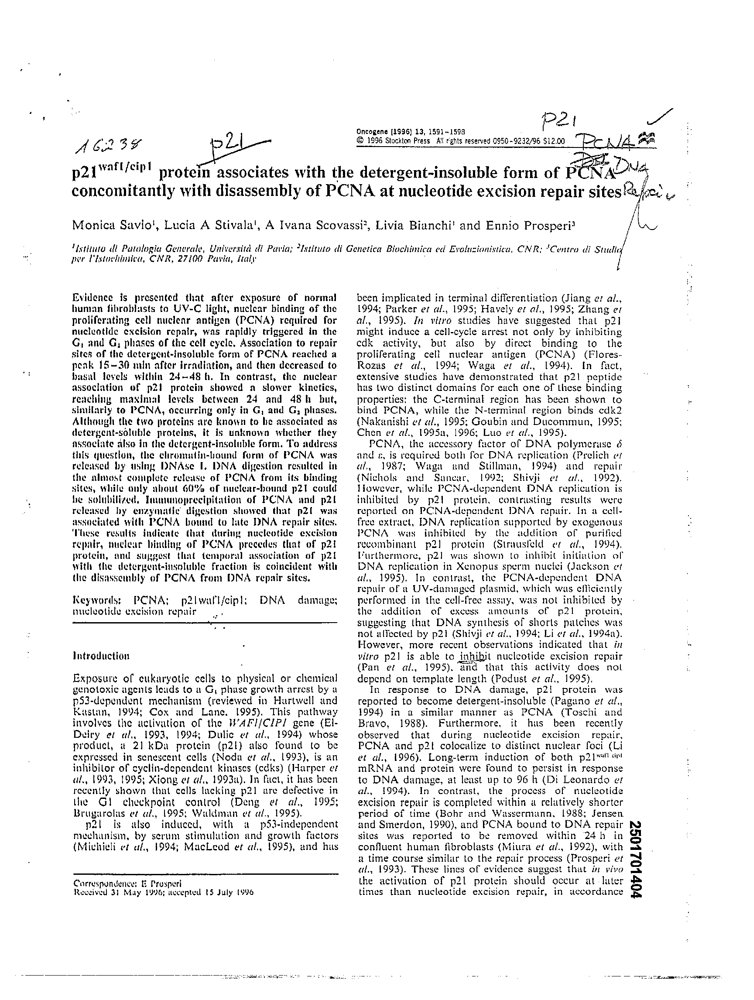 P21
16238
p21
Oncogene (1996) 13, 1591–1598
© 1996 Stockton Press All rights reserved 0950-9232/96 $12.00
PCNA
DNA
p21waf1/cip1 protein associates with the detergent-insoluble form of PCNA
concomitantly with disassembly of PCNA at nucleotide excision repair sites
Monica Savio¹, Lucia A Stivala¹, A Ivana Scovassi², Livia Bianchi¹ and Ennio Prosperi³
¹Istituto di Patologia Generale, Università di Pavia; ²Istituto di Genetica Biochimica ed Evoluzionistica, CNR; ³Centro di Studio
per l'Istochimica, CNR, 27100 Pavia, Italy
Evidence is presented that after exposure of normal
human fibroblasts to UV-C light, nuclear binding of the
proliferating cell nuclear antigen (PCNA) required for
nucleotide excision repair, was rapidly triggered in the
G₁ and G₂ phases of the cell cycle. Association to repair
sites of the detergent-insoluble form of PCNA reached a
peak 15–30 min after irradiation, and then decreased to
basal levels within 24–48 h. In contrast, the nuclear
association of p21 protein showed a slower kinetics,
reaching maximal levels between 24 and 48 h but,
similarly to PCNA, occurring only in G₁ and G₂ phases.
Although the two proteins are known to be associated as
detergent-soluble proteins, it is unknown whether they
associate also in the detergent-insoluble form. To address
this question, the chromatin-bound form of PCNA was
released by using DNAse I. DNA digestion resulted in
the almost complete release of PCNA from its binding
sites, while only about 60% of nuclear-bound p21 could
be solubilized. Immunoprecipitation of PCNA and p21
released by enzymatic digestion showed that p21 was
associated with PCNA bound to late DNA repair sites.
These results indicate that during nucleotide excision
repair, nuclear binding of PCNA precedes that of p21
protein, and suggest that temporal association of p21
with the detergent-insoluble fraction is coincident with
the disassembly of PCNA from DNA repair sites.
Keywords: PCNA; p21waf1/cip1; DNA damage;
nucleotide excision repair
Introduction
Exposure of eukaryotic cells to physical or chemical
genotoxic agents leads to a G₁ phase growth arrest by a
p53-dependent mechanism (reviewed in Hartwell and
Kastan, 1994; Cox and Lane, 1995). This pathway
involves the activation of the WAF1/CIP1 gene (El-
Deiry et al., 1993, 1994; Dulic et al., 1994) whose
product, a 21 kDa protein (p21) also found to be
expressed in senescent cells (Noda et al., 1993), is an
inhibitor of cyclin-dependent kinases (cdks) (Harper et
al., 1993, 1995; Xiong et al., 1993a). In fact, it has been
recently shown that cells lacking p21 are defective in
the G1 checkpoint control (Deng et al., 1995;
Brugarolas et al., 1995; Waldman et al., 1995).
p21 is also induced, with a p53-independent
mechanism, by serum stimulation and growth factors
(Michieli et al., 1994; MacLeod et al., 1995), and has
Correspondence: E Prosperi
Received 31 May 1996; accepted 15 July 1996
been implicated in terminal differentiation (Jiang et al.,
1994; Parker et al., 1995; Havely et al., 1995; Zhang et
al., 1995). In vitro studies have suggested that p21
might induce a cell-cycle arrest not only by inhibiting
cdk activity, but also by direct binding to the
proliferating cell nuclear antigen (PCNA) (Flores-
Rozas et al., 1994; Waga et al., 1994). In fact,
extensive studies have demonstrated that p21 peptide
has two distinct domains for each one of these binding
properties: the C-terminal region has been shown to
bind PCNA, while the N-terminal region binds cdk2
(Nakanishi et al., 1995; Goubin and Ducommun, 1995;
Chen et al., 1995a, 1996; Luo et al., 1995).
PCNA, the accessory factor of DNA polymerase δ
and ε, is required both for DNA replication (Prelich et
al., 1987; Waga and Stillman, 1994) and repair
(Nichols and Sancar, 1992; Shivji et al., 1992).
However, while PCNA-dependent DNA replication is
inhibited by p21 protein, contrasting results were
reported on PCNA-dependent DNA repair. In a cell-
free extract, DNA replication supported by exogenous
PCNA was inhibited by the addition of purified
recombinant p21 protein (Strausfeld et al., 1994).
Furthermore, p21 was shown to inhibit initiation of
DNA replication in Xenopus sperm nuclei (Jackson et
al., 1995). In contrast, the PCNA-dependent DNA
repair of a UV-damaged plasmid, which was efficiently
performed in the cell-free assay, was not inhibited by
the addition of excess amounts of p21 protein,
suggesting that DNA synthesis of shorts patches was
not affected by p21 (Shivji et al., 1994; Li et al., 1994a).
However, more recent observations indicated that in
vitro p21 is able to inhibit nucleotide excision repair
(Pan et al., 1995), and that this activity does not
depend on template length (Podust et al., 1995).
In response to DNA damage, p21 protein was
reported to become detergent-insoluble (Pagano et al.,
1994) in a similar manner as PCNA (Toschi and
Bravo, 1988). Furthermore, it has been recently
observed that during nucleotide excision repair,
PCNA and p21 colocalize to distinct nuclear foci (Li
et al., 1996). Long-term induction of both p21waf1 cip1
mRNA and protein were found to persist in response
to DNA damage, at least up to 96 h (Di Leonardo et
al., 1994). In contrast, the process of nucleotide
excision repair is completed within a relatively shorter
period of time (Bohr and Wassermann, 1988; Jensen
and Smerdon, 1990), and PCNA bound to DNA repair
sites was reported to be removed within 24 h in
confluent human fibroblasts (Miura et al., 1992), with
a time course similar to the repair process (Prosperi et
al., 1993). These lines of evidence suggest that in vivo
the activation of p21 protein should occur at later
times than nucleotide excision repair, in accordance
2501701404